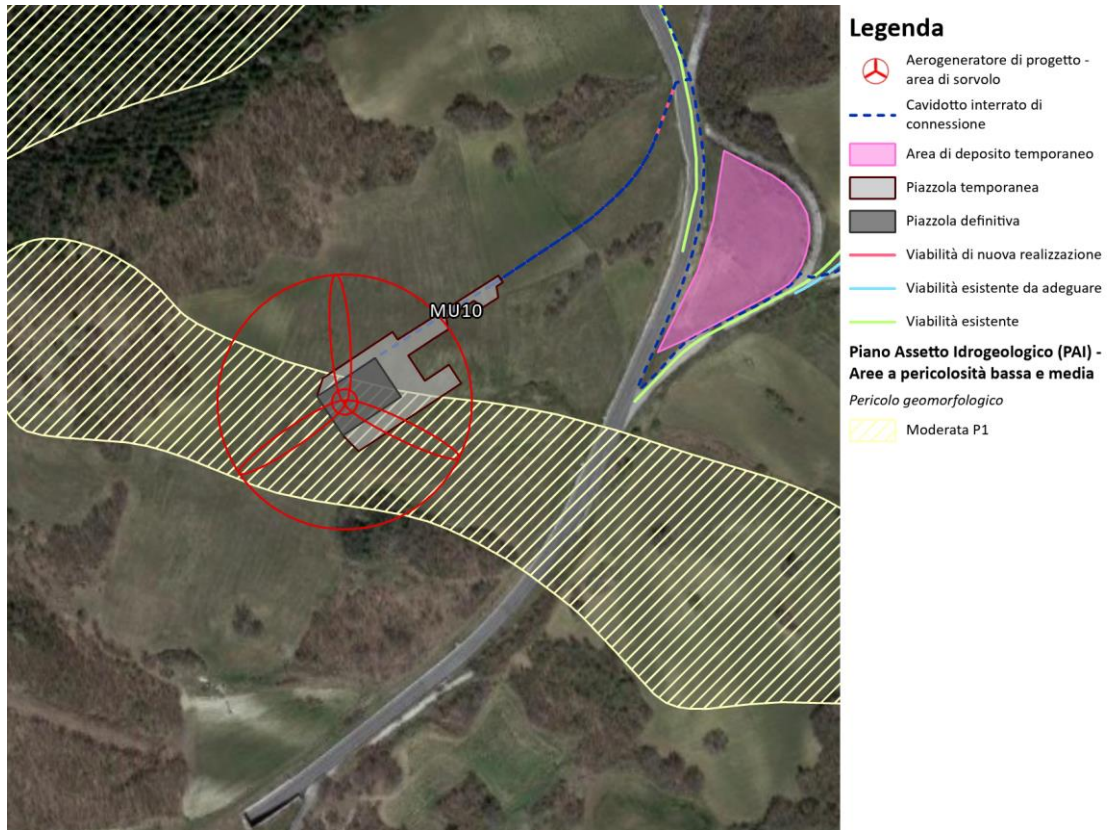 MU10
Legenda
Aerogeneratore di progetto -
area di sorvolo
Cavidotto interrato di
connessione
Area di deposito temporaneo
Piazzola temporanea
Piazzola definitiva
Viabilità di nuova realizzazione
Viabilità esistente da adeguare
Viabilità esistente
Piano Assetto Idrogeologico (PAI) -
Aree a pericolosità bassa e media
Pericolo geomorfologico
Moderata P1